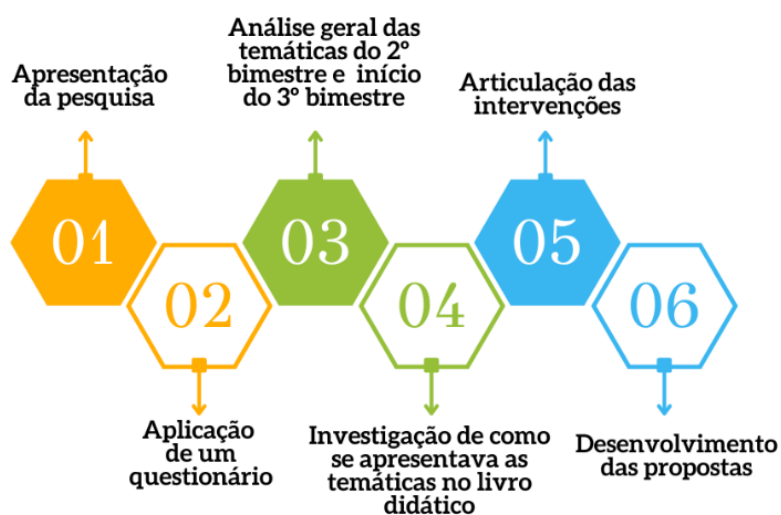 Apresentação
da pesquisa
01
Aplicação
de um
questionário
02
Análise geral das
temáticas do 2º
bimestre e início
do 3º bimestre
03
Investigação de como
se apresentava as
temáticas no livro
didático
04
Articulação das
intervenções
05
Desenvolvimento
das propostas
06